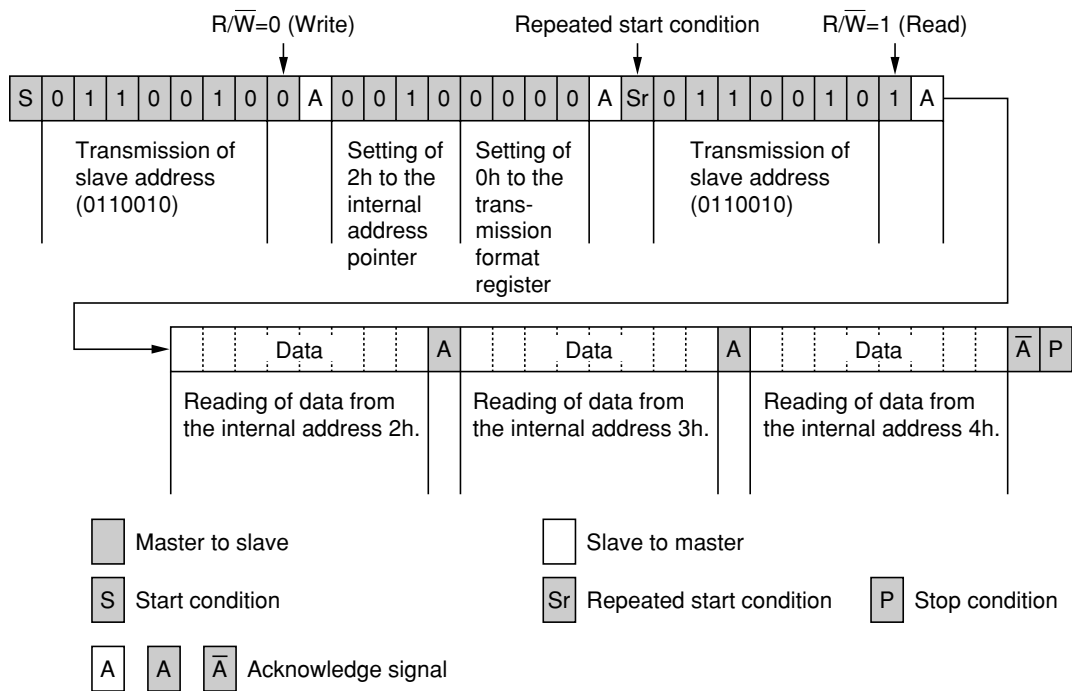 R/W̅=0 (Write) Repeated start condition R/W̅=1 (Read)
S 0 1 1 0 0 1 0 0 A 0 0 1 0 0 0 0 0 A Sr 0 1 1 0 0 1 0 1 A
Transmission of
slave address
(0110010)
Setting of
2h to the
internal
address
pointer
Setting of
0h to the
trans-
mission
format
register
Transmission of
slave address
(0110010)
Data A Data A Data A̅ P
Reading of data from
the internal address 2h.
Reading of data from
the internal address 3h.
Reading of data from
the internal address 4h.
Master to slave
Slave to master
S Start condition
Sr Repeated start condition
P Stop condition
A A A̅ Acknowledge signal